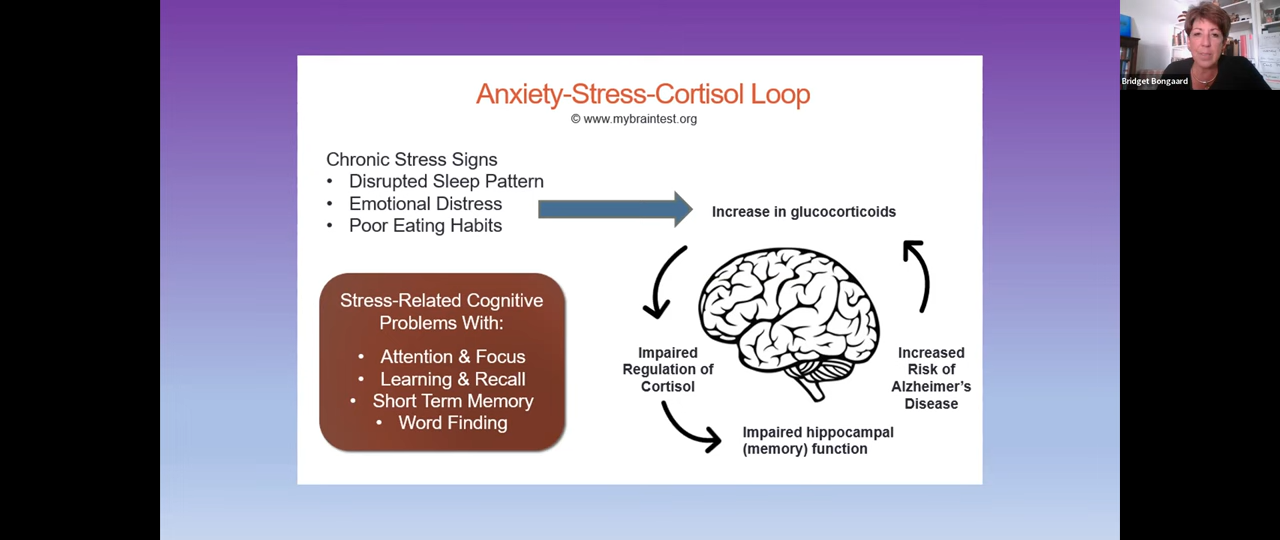 Anxiety-Stress-Cortisol Loop
© www.mybraintest.org
Chronic Stress Signs
• Disrupted Sleep Pattern
• Emotional Distress
• Poor Eating Habits
Increase in glucocorticoids
Stress-Related Cognitive
Problems With:
• Attention & Focus
• Learning & Recall
• Short Term Memory
• Word Finding
Impaired
Regulation of
Cortisol
Increased
Risk of
Alzheimer's
Disease
Impaired hippocampal
(memory) function
Bridget Bongaard